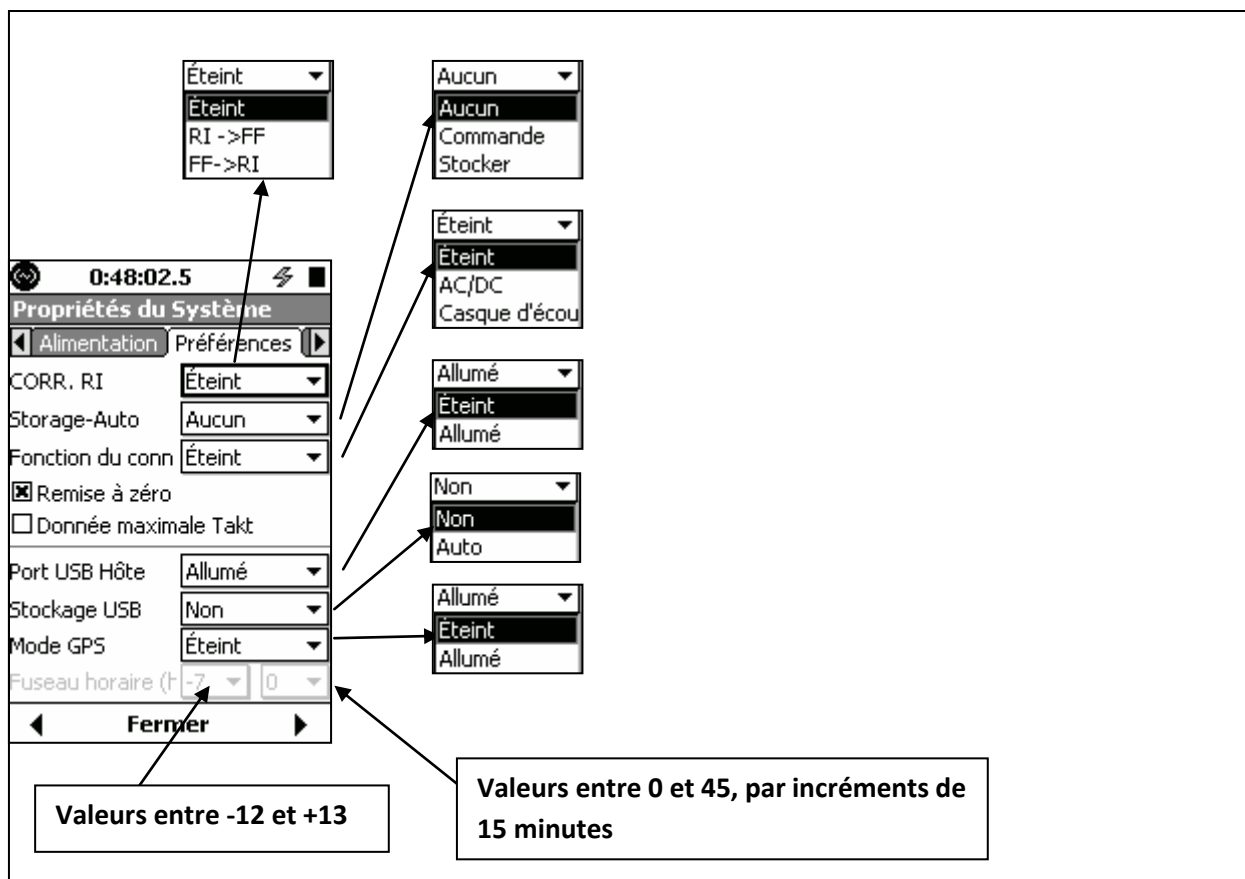 Éteint
Éteint
RI ->FF
FF->RI
Aucun
Aucun
Commande
Stocker
Éteint
Éteint
AC/DC
Casque d'écou
0:48:02.5
Propriétés du Système
Alimentation Préférences
CORR. RI Éteint
Storage-Auto Aucun
Fonction du conn Éteint
Remise à zéro
Donnée maximale Takt
Port USB Hôte Allumé
Stockage USB Non
Mode GPS Éteint
Fuseau horaire (h -7 0
Fermer
Allumé
Éteint
Allumé
Non
Non
Auto
Allumé
Éteint
Allumé
Valeurs entre -12 et +13
Valeurs entre 0 et 45, par incréments de
15 minutes